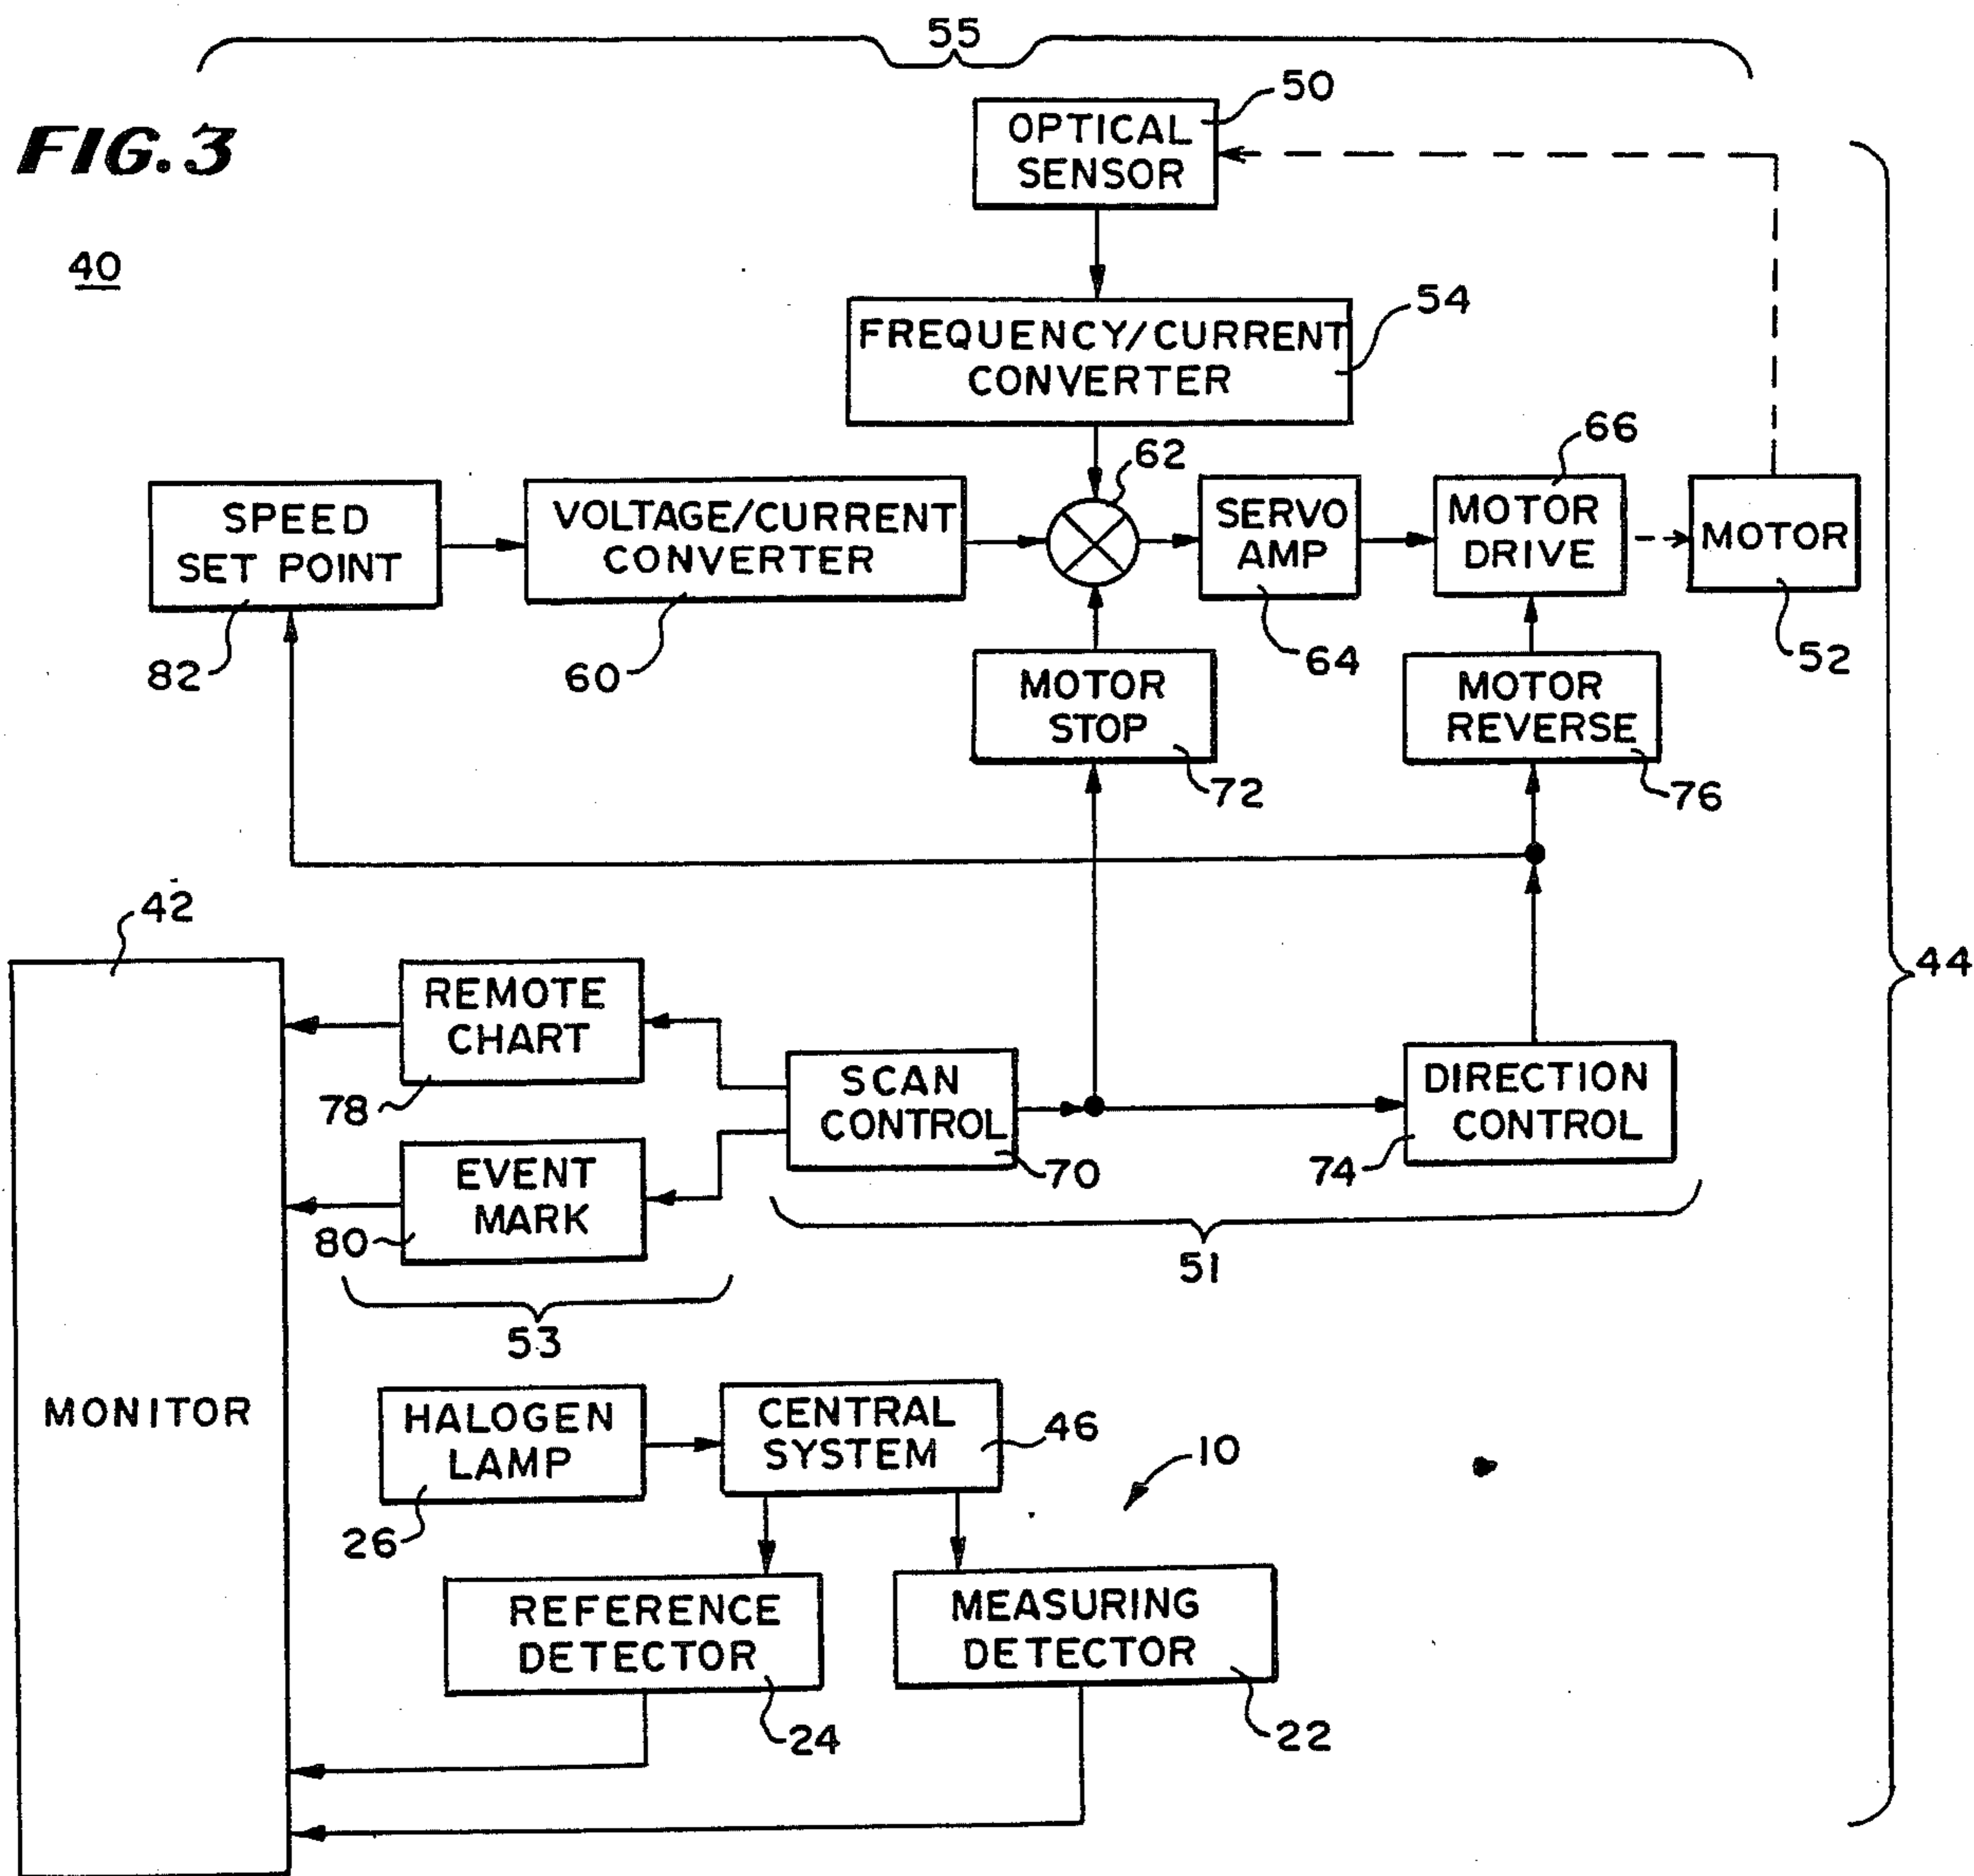 55
FIG.3
50
OPTICAL
SENSOR
40
54
FREQUENCY/CURRENT
CONVERTER
62
66
SPEED
SET POINT
VOLTAGE/CURRENT
CONVERTER
SERVO
AMP
MOTOR
DRIVE
MOTOR
82
60
64
52
MOTOR
STOP
MOTOR
REVERSE
72
76
42
44
REMOTE
CHART
78
SCAN
CONTROL
70
DIRECTION
CONTROL
74
EVENT
MARK
80
51
53
MONITOR
HALOGEN
LAMP
CENTRAL
SYSTEM
46
10
26
REFERENCE
DETECTOR
MEASURING
DETECTOR
24
22